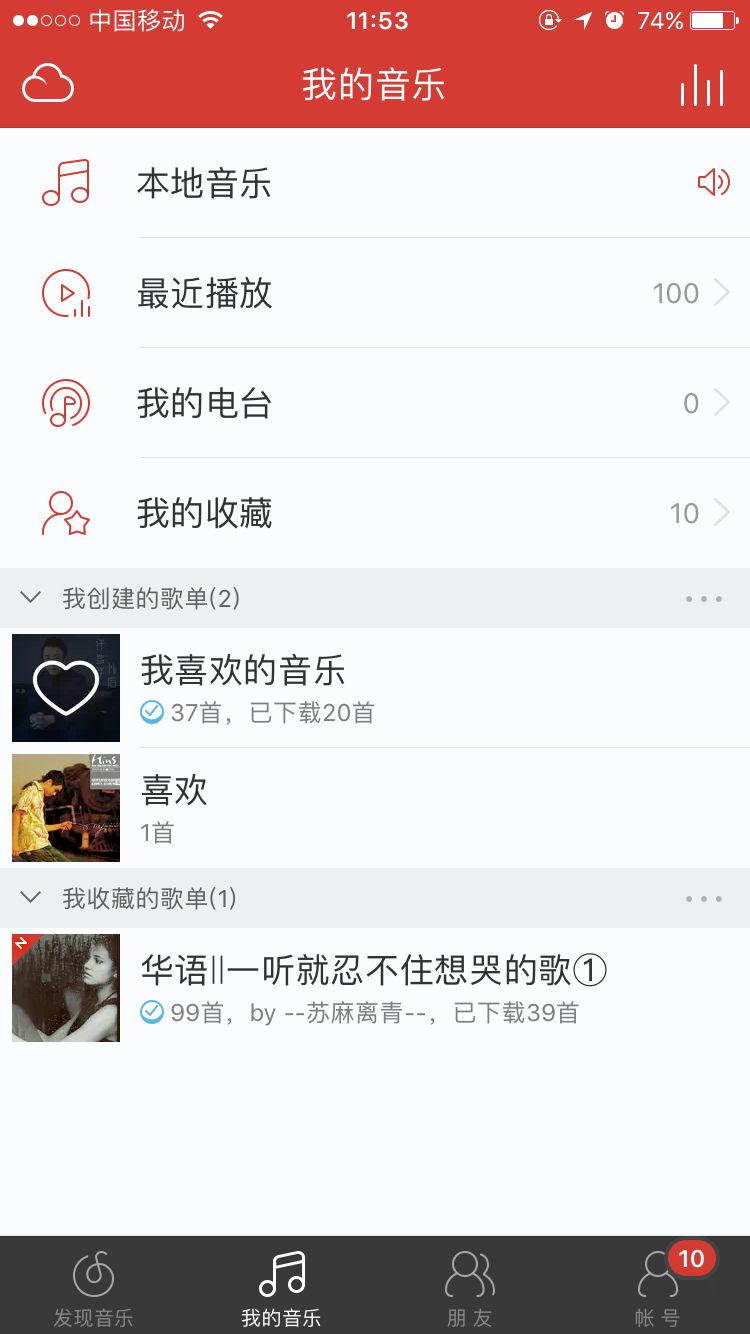 中国移动 11:53 74%
我的音乐
本地音乐
最近播放 100
我的电台 0
我的收藏 10
我创建的歌单(2)
我喜欢的音乐
37首，已下载20首
喜欢
1首
我收藏的歌单(1)
华语||一听就忍不住想哭的歌①
99首，by --苏麻离青--，已下载39首
10
发现音乐 我的音乐 朋友 帐号